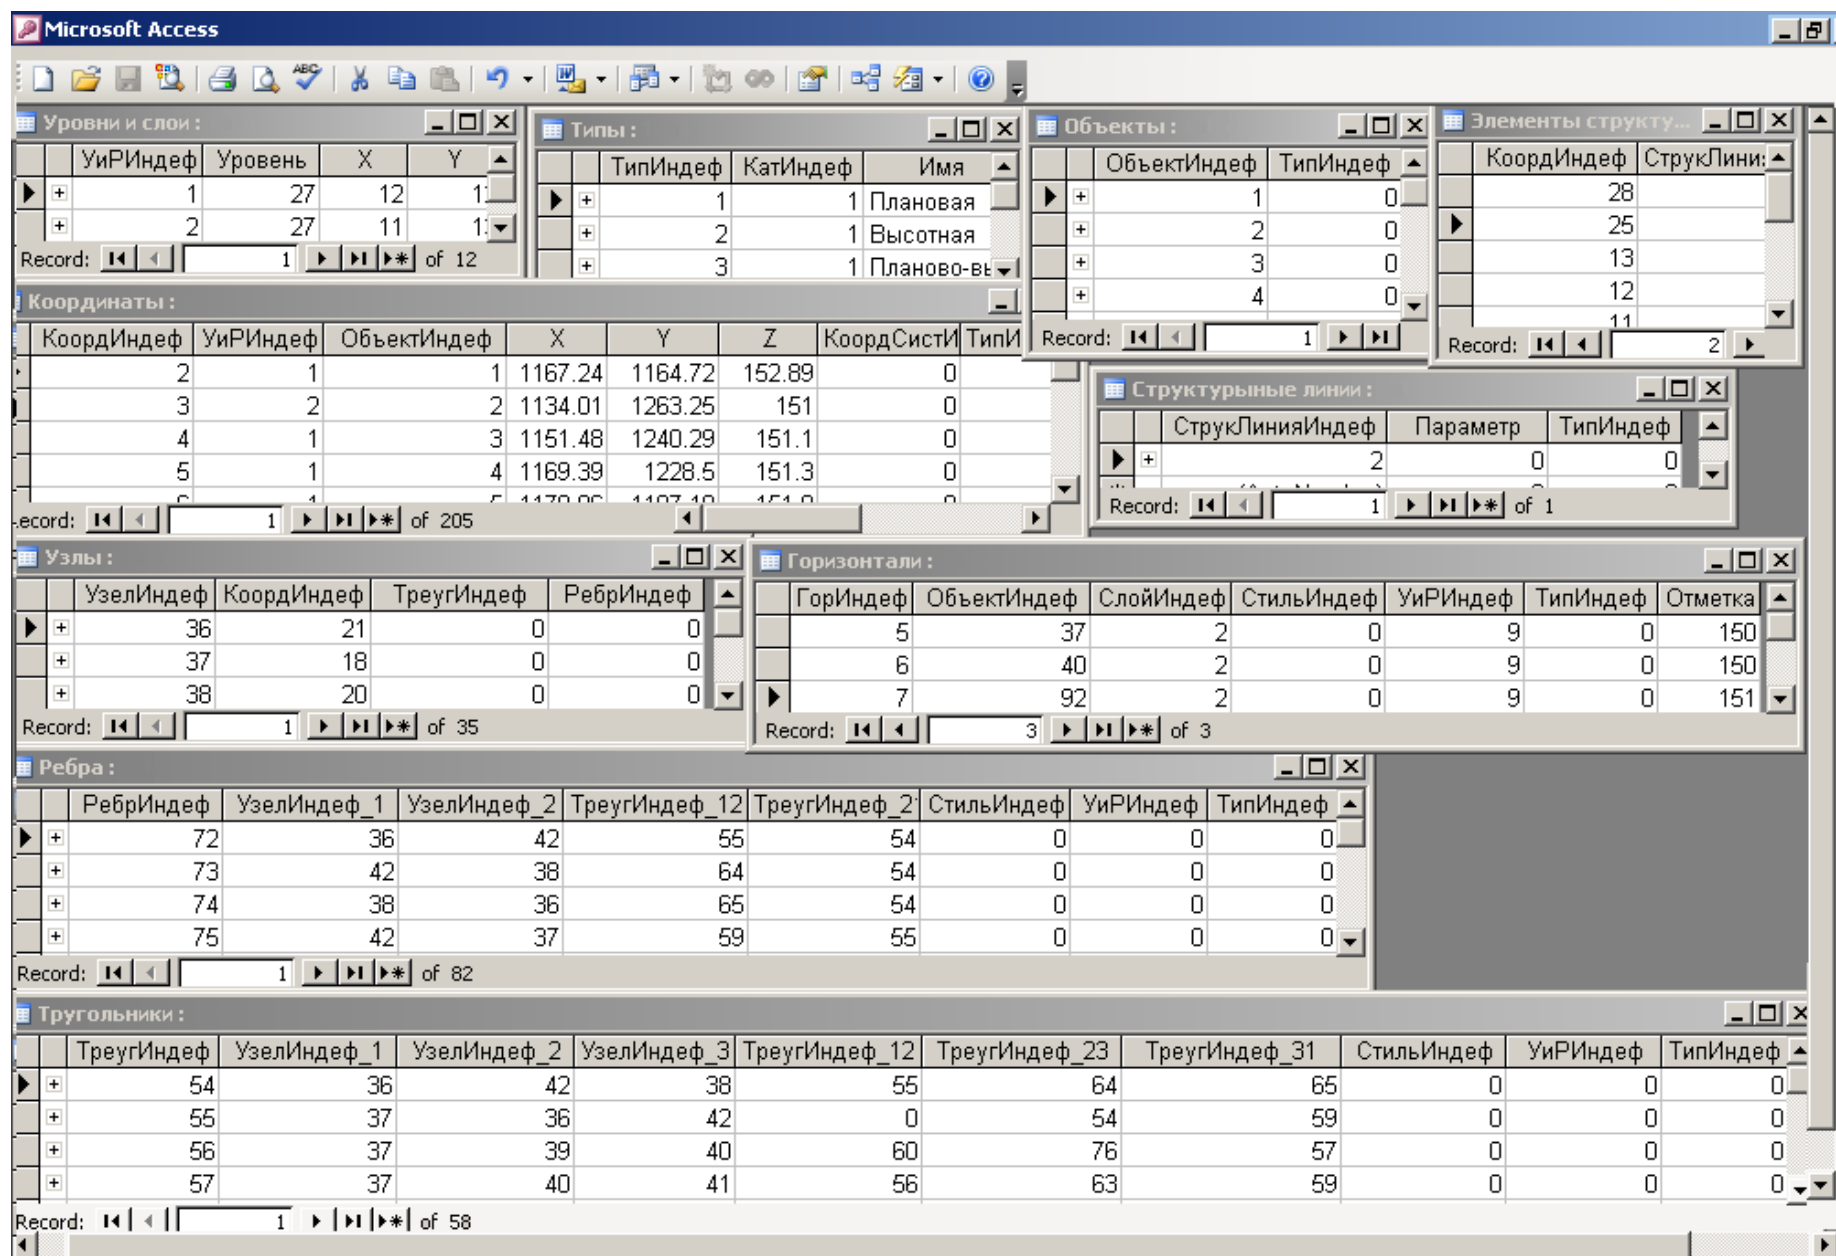 Microsoft Access
Уровни и слои :
УиРИндеф Уровень X Y
1 27 12
2 27 11
Record: 1 of 12
Типы :
ТипИндеф КатИндеф Имя
1 1 Плановая
2 1 Высотная
3 1
Объекты :
ОбъектИндеф ТипИндеф
1 0
2 0
3 0
4 0
Record: 1
Элементы структу...
КоордИндеф
28
25
13
12
11
Record: 2
Координаты :
КоордИндеф УиРИндеф ОбъектИндеф X Y Z КоордСистИ ТипИ
2 1 1 1167.24 1164.72 152.89 0
3 2 2 1134.01 1263.25 151 0
4 1 3 1151.48 1240.29 151.1 0
5 1 4 1169.39 1228.5 151.3 0
ecord: 1 of 205
Структурыные линии :
СтрукЛинияИндеф Параметр ТипИндеф
2 0 0
Record: 1 of 1
Узлы :
УзелИндеф КоордИндеф ТреугИндеф РебрИндеф
36 21 0 0
37 18 0 0
38 20 0 0
Record: 1 of 35
Горизонтали :
ГорИндеф ОбъектИндеф СлойИндеф СтильИндеф УиРИндеф ТипИндеф Отметка
5 37 2 0 9 0 150
6 40 2 0 9 0 150
7 92 2 0 9 0 151
Record: 3 of 3
Ребра :
РебрИндеф УзелИндеф_1 УзелИндеф_2 ТреугИндеф_12 ТреугИндеф_2 СтильИндеф УиРИндеф ТипИндеф
72 36 42 55 54 0 0 0
73 42 38 64 54 0 0 0
74 38 36 65 54 0 0 0
75 42 37 59 55 0 0 0
Record: 1 of 82
Тругольники :
ТреугИндеф УзелИндеф_1 УзелИндеф_2 УзелИндеф_3 ТреугИндеф_12 ТреугИндеф_23 ТреугИндеф_31 СтильИндеф УиРИндеф ТипИндеф
54 36 42 38 55 64 65 0 0 0
55 37 36 42 0 54 59 0 0 0
56 37 39 40 60 76 57 0 0 0
57 37 40 41 56 63 59 0 0 0
Record: 1 of 58